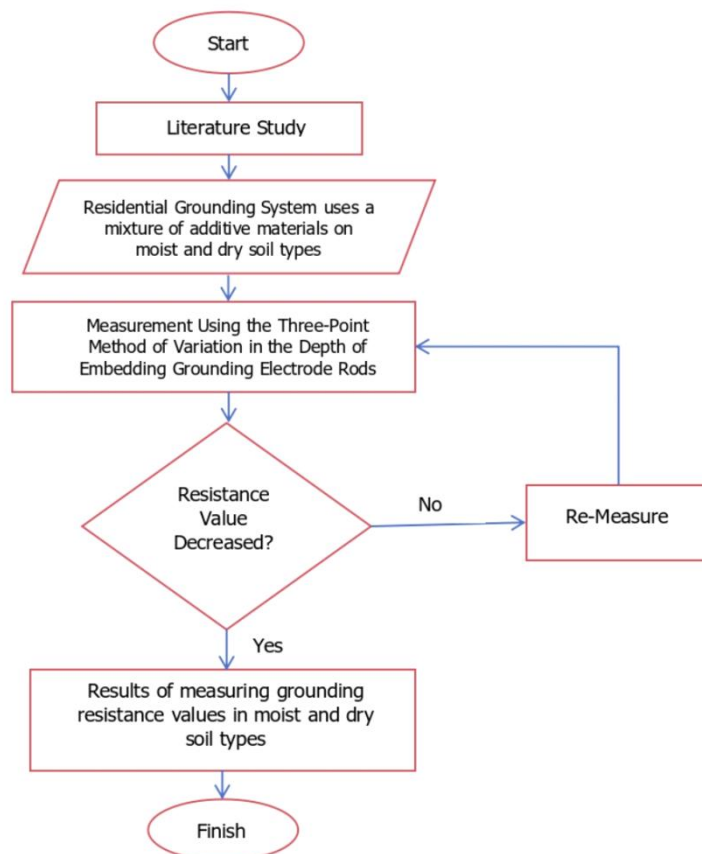 Start
Literature Study
Residential Grounding System uses a
mixture of additive materials on
moist and dry soil types
Measurement Using the Three-Point
Method of Variation in the Depth of
Embedding Grounding Electrode Rods
Resistance
Value
Decreased?
No
Re-Measure
Yes
Results of measuring grounding
resistance values in moist and dry
soil types
Finish